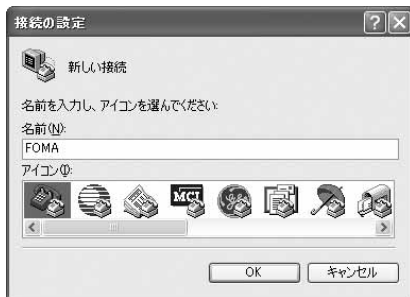 接続の設定
新しい接続
名前を入力し、アイコンを選んでください:
名前(N):
FOMA
アイコン(I):
MCI
OK
キャンセル